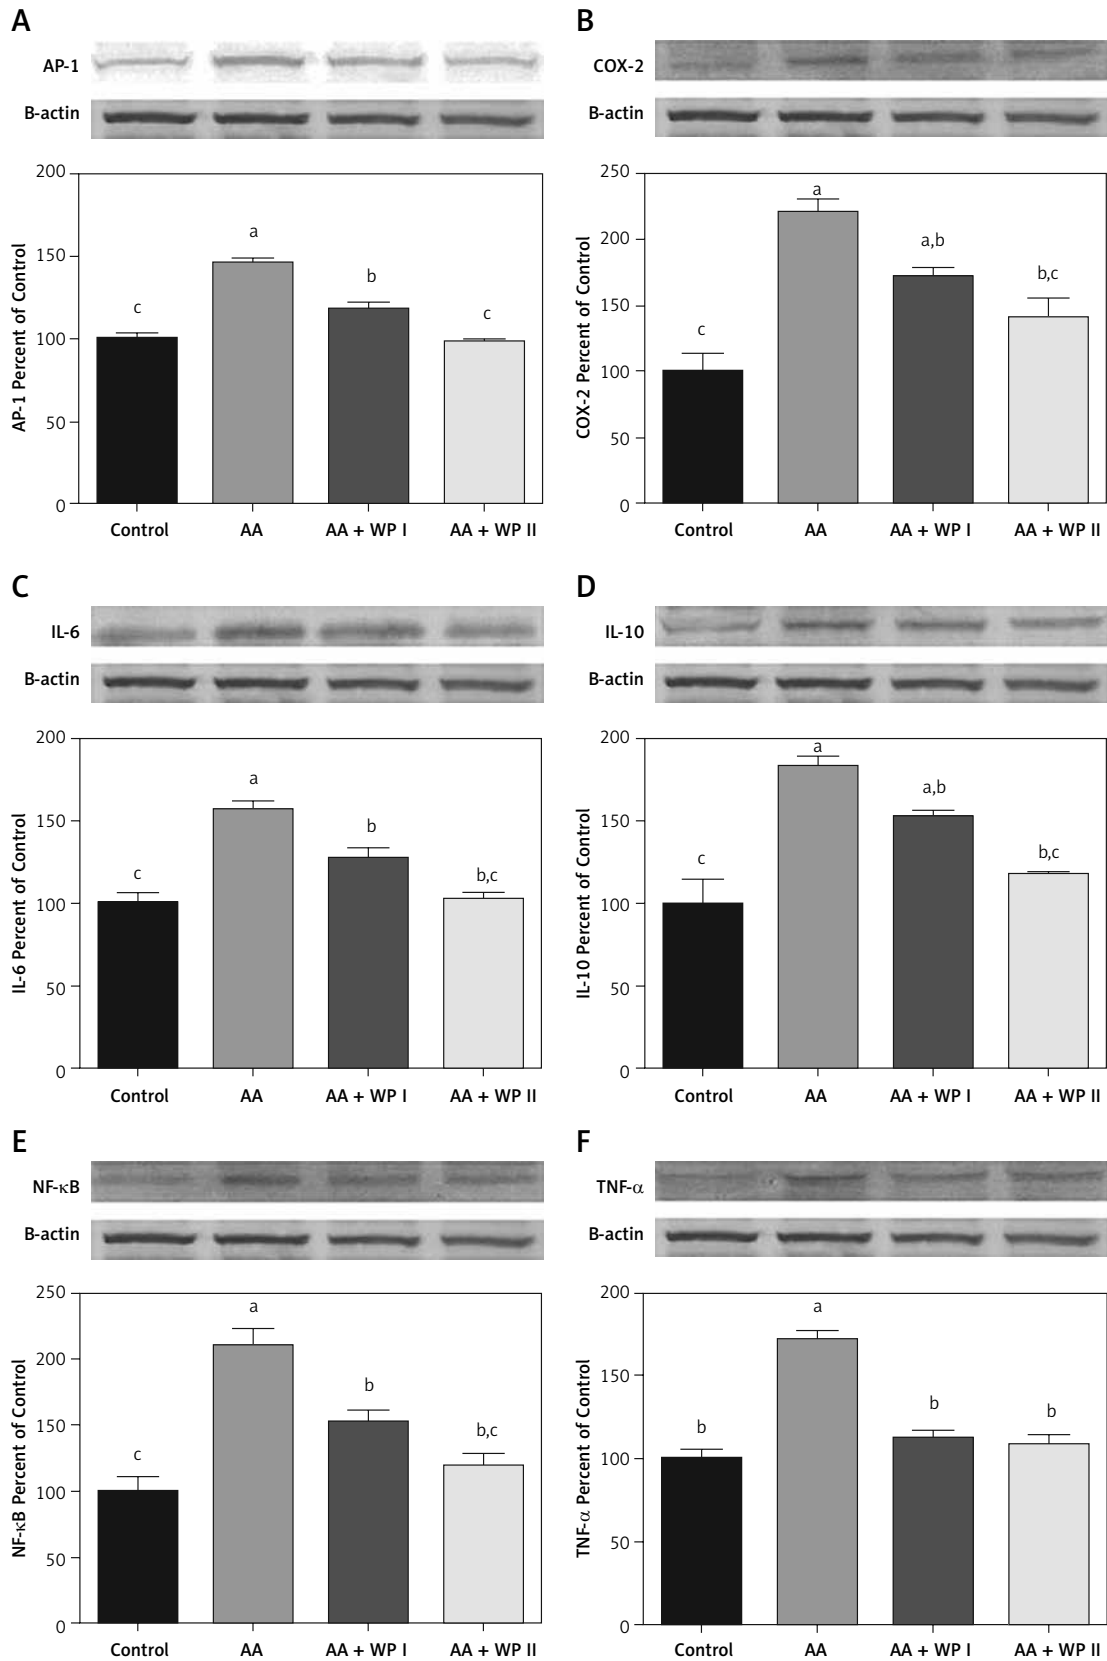 A
AP-1
B-actin
AP-1 Percent of Control
200
150
100
50
0
c
a
b
c
Control AA AA + WP I AA + WP II
B
COX-2
B-actin
COX-2 Percent of Control
250
200
150
100
50
0
c
a
a,b
b,c
Control AA AA + WP I AA + WP II
C
IL-6
B-actin
IL-6 Percent of Control
200
150
100
50
0
c
a
b
b,c
Control AA AA + WP I AA + WP II
D
IL-10
B-actin
IL-10 Percent of Control
200
150
100
50
0
c
a
a,b
b,c
Control AA AA + WP I AA + WP II
E
NF-κB
B-actin
NF-κB Percent of Control
250
200
150
100
50
0
c
a
b
b,c
Control AA AA + WP I AA + WP II
F
TNF-α
B-actin
TNF-α Percent of Control
200
150
100
50
0
b
a
b
b
Control AA AA + WP I AA + WP II